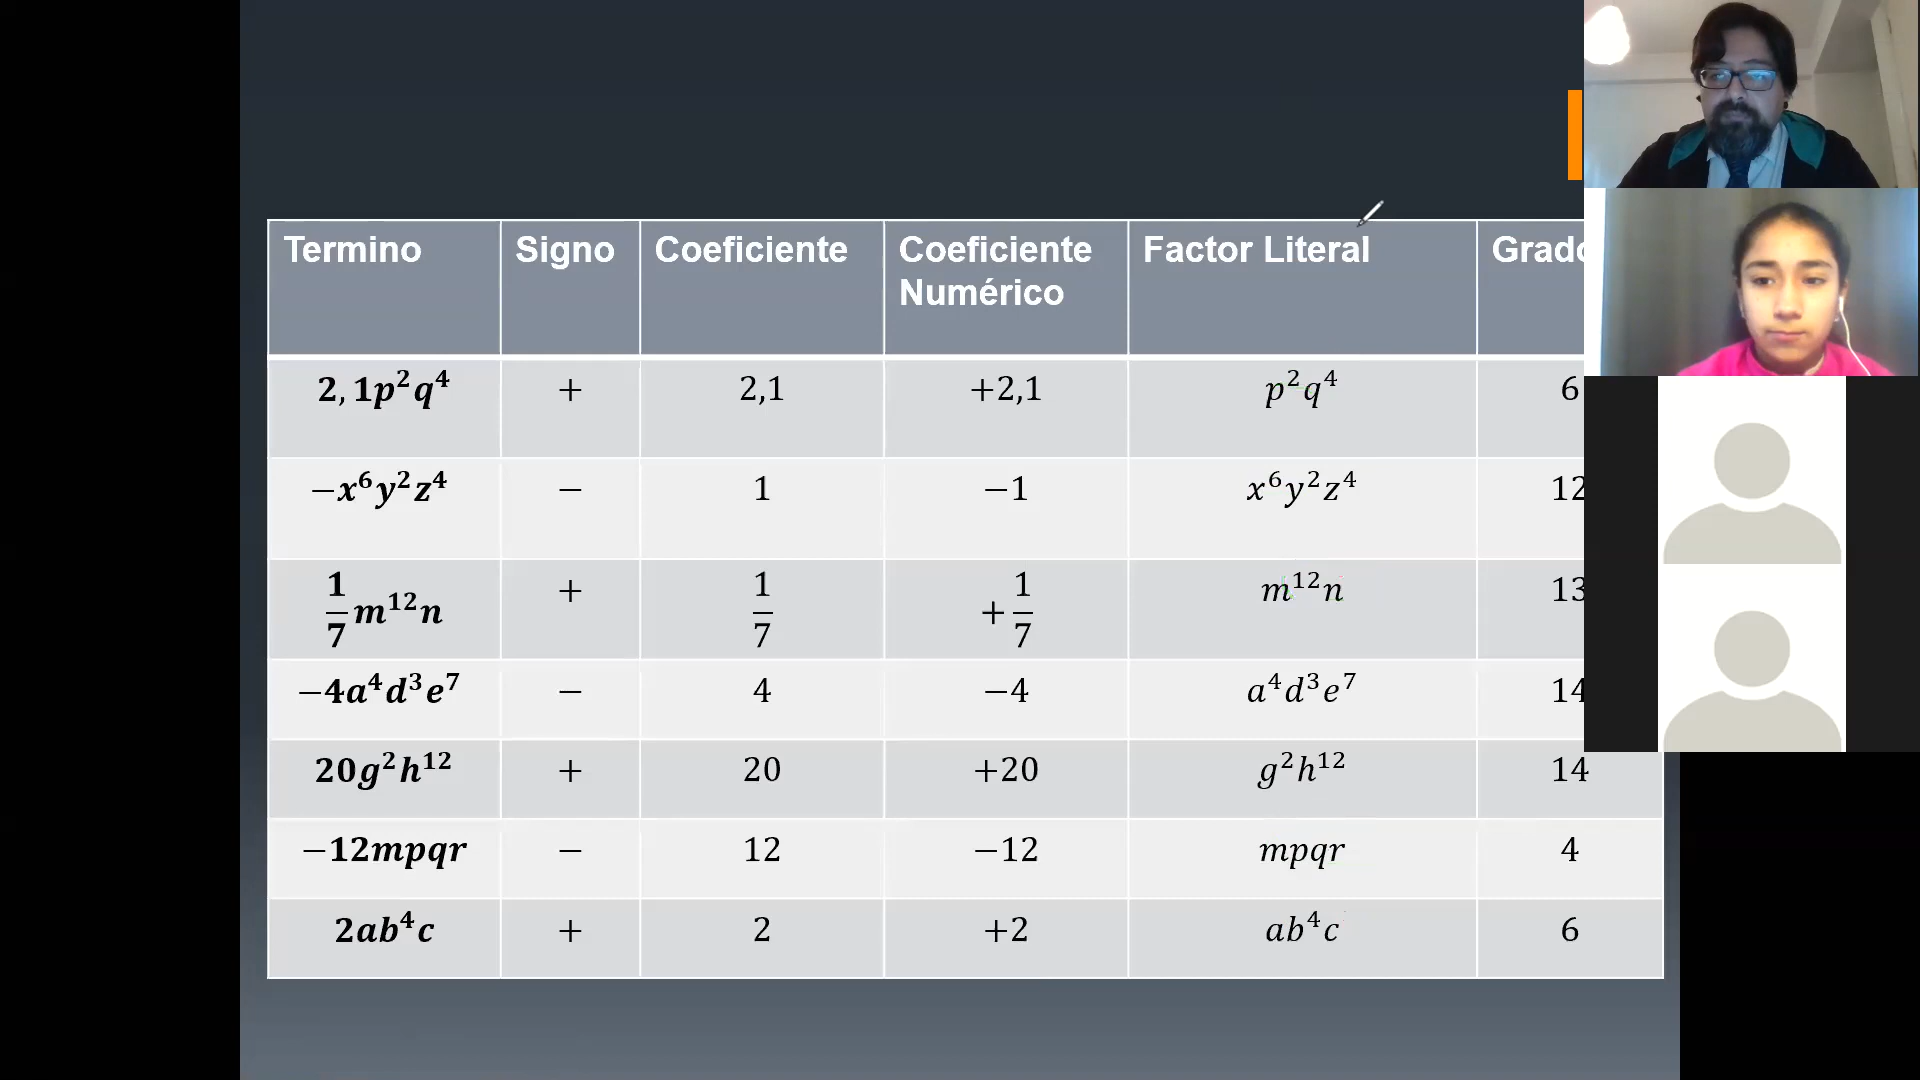 Termino Signo Coeficiente Coeficiente Numérico Factor Literal Grado
2,1p²q⁴ + 2,1 +2,1 p²q⁴ 6
−x⁶y²z⁴ − 1 −1 x⁶y²z⁴ 12
1/7 m¹²n + 1/7 +1/7 m¹²n 13
−4a⁴d³e⁷ − 4 −4 a⁴d³e⁷ 14
20g²h¹² + 20 +20 g²h¹² 14
−12mpqr − 12 −12 mpqr 4
2ab⁴c + 2 +2 ab⁴c 6